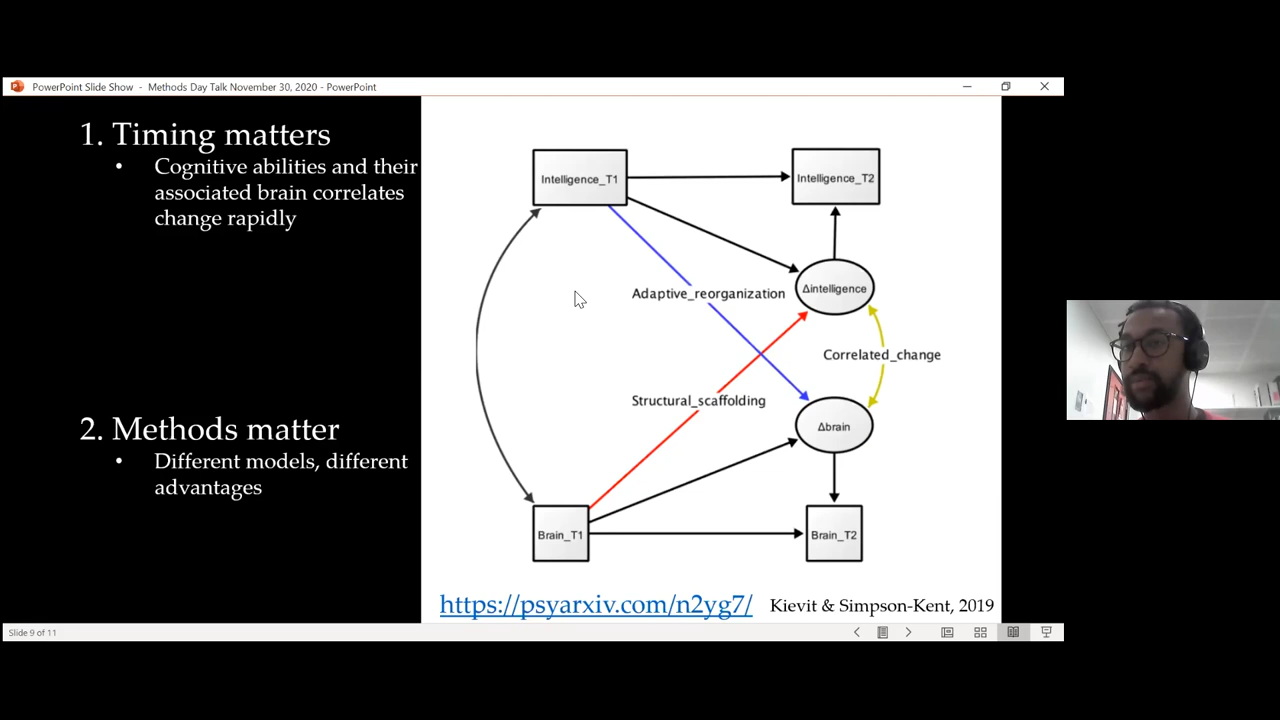 PowerPoint Slide Show - Methods Day Talk November 30, 2020 - PowerPoint
1. Timing matters
• Cognitive abilities and their
associated brain correlates
change rapidly
2. Methods matter
• Different models, different
advantages
Intelligence_T1
Intelligence_T2
Adaptive_reorganization
Δintelligence
Correlated_change
Structural_scaffolding
Δbrain
Brain_T1
Brain_T2
https://psyarxiv.com/n2yg7/
Kievit & Simpson-Kent, 2019
Slide 9 of 11